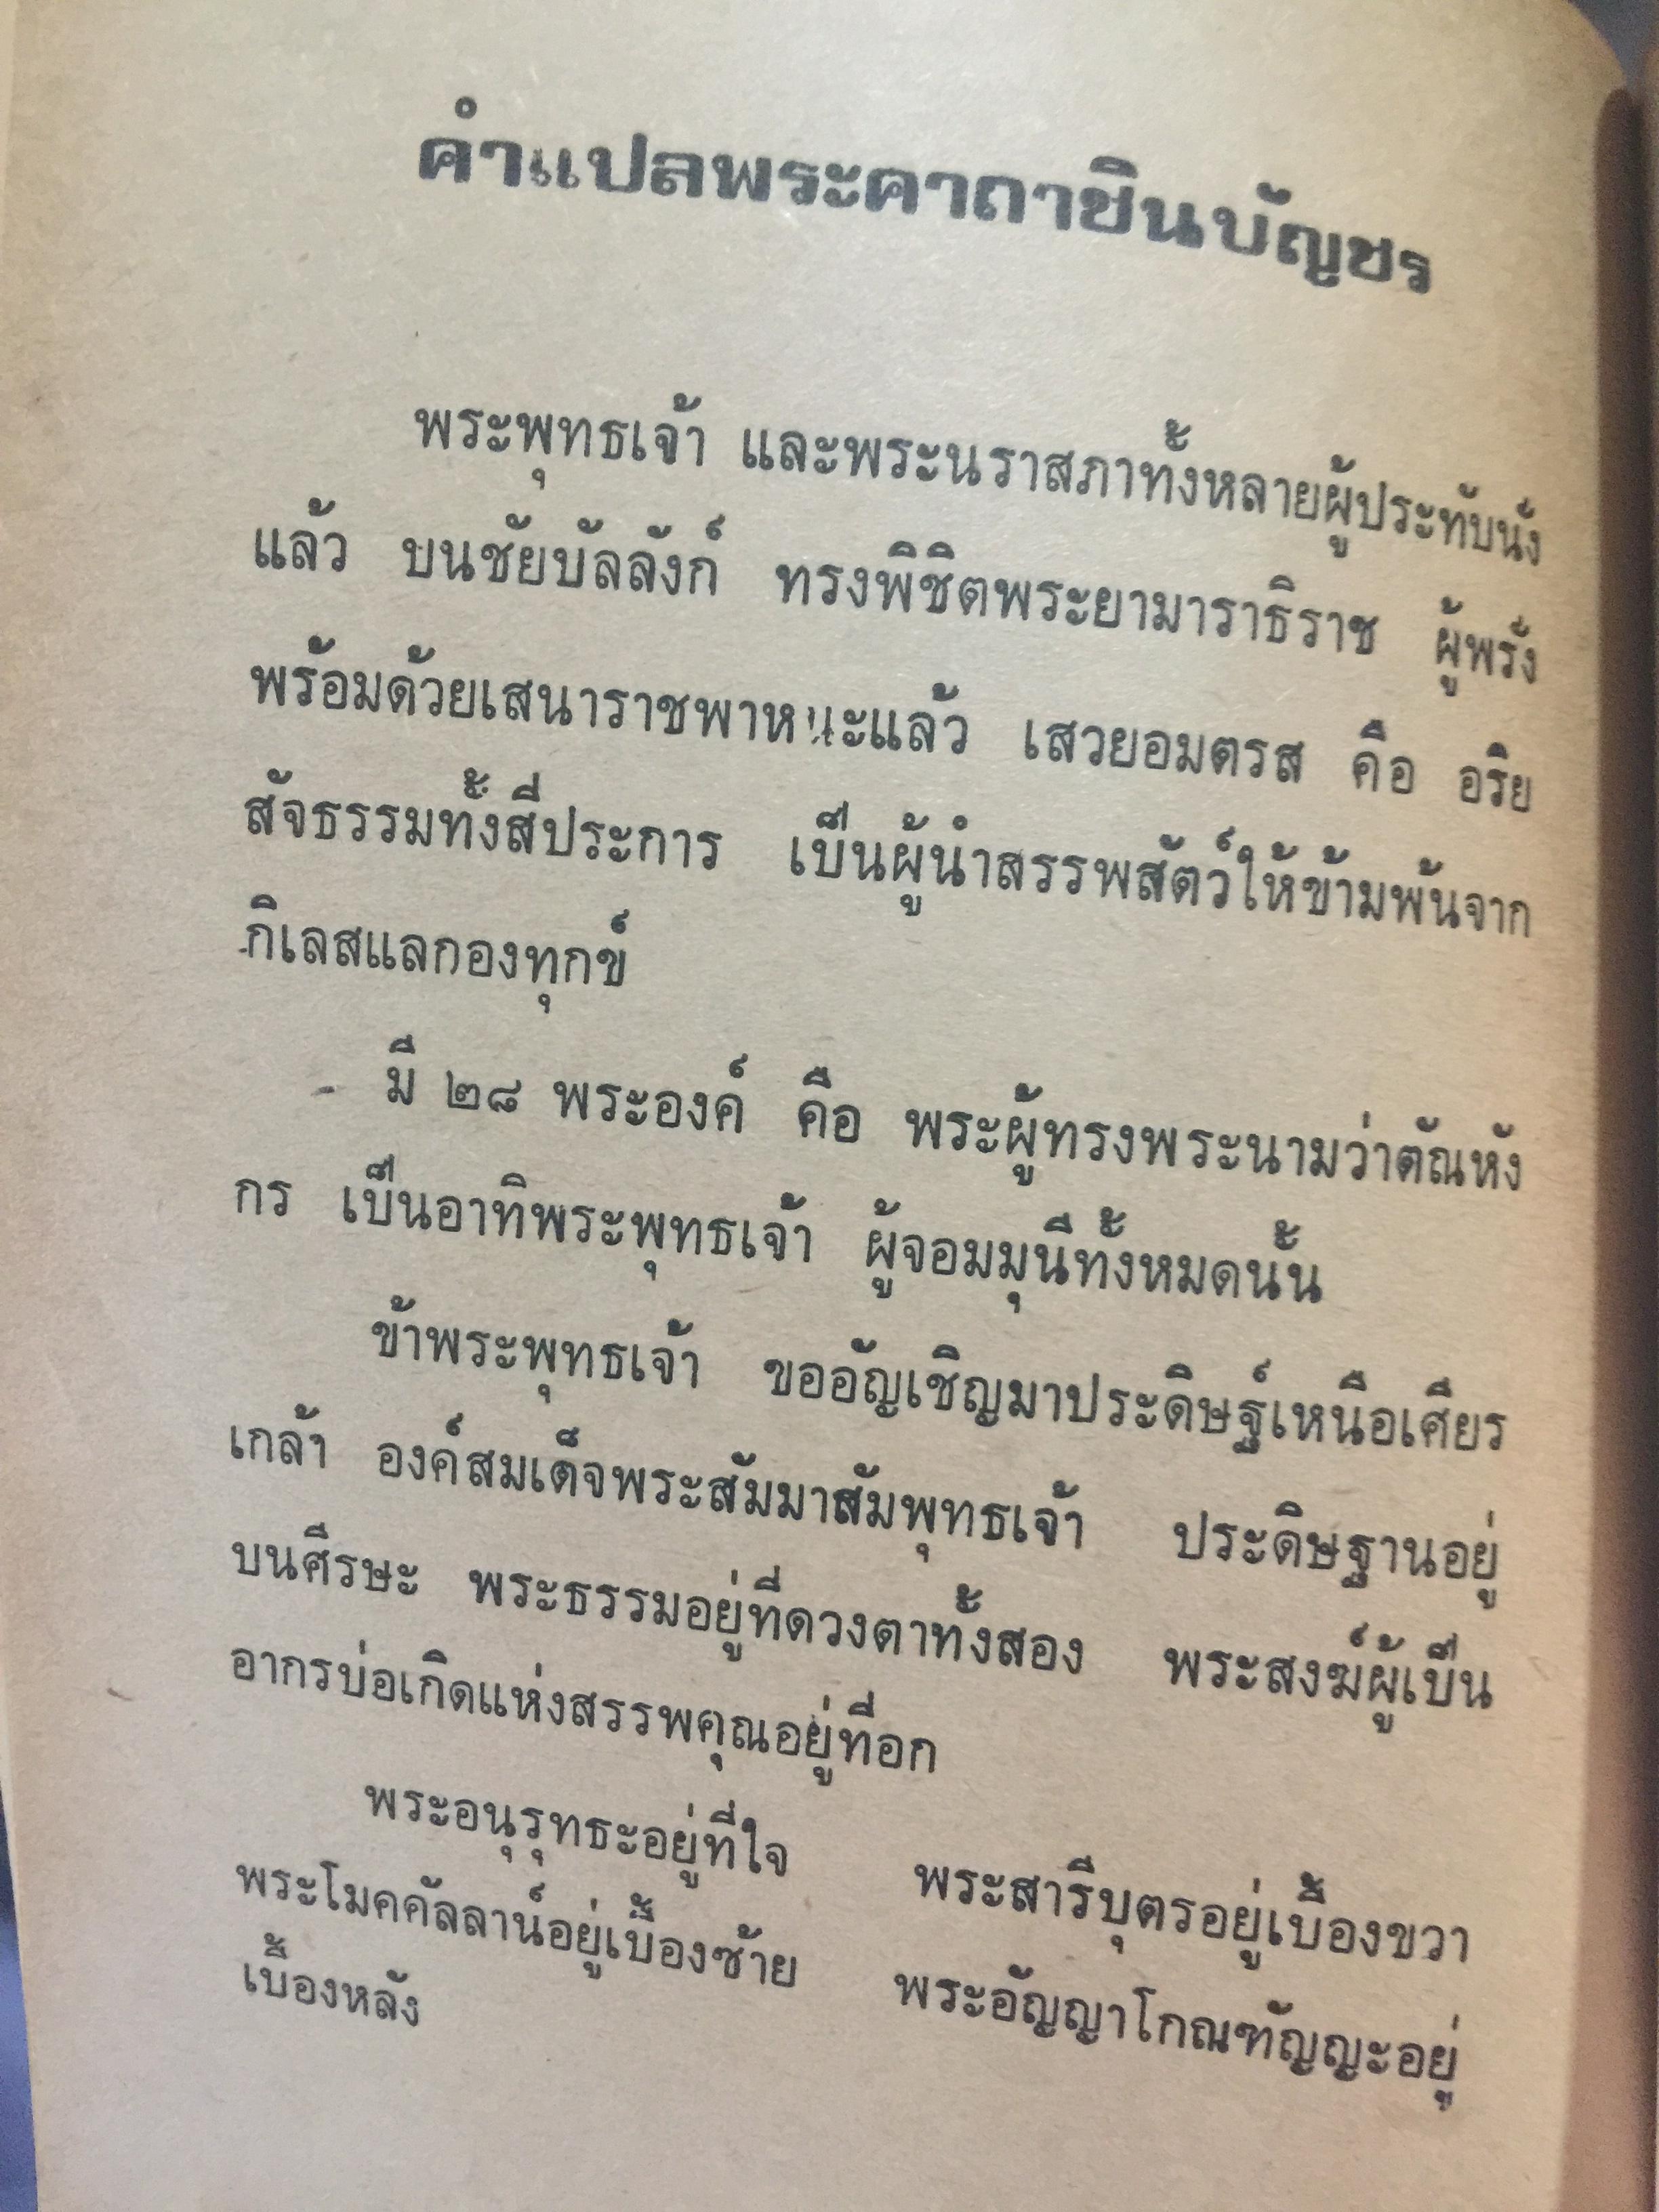 คำแปลพระคาถาชินบัญชร
พระพุทธเจ้า และพระนราสภาทั้งหลายผู้ประทับนั่ง
แล้ว บนชัยบัลลังก์ ทรงพิชิตพระยามาราธิราช ผู้พรั่ง
พร้อมด้วยเสนาราชพาหนะแล้ว เสวยอมตรส คือ อริย
สัจธรรมทั้งสี่ประการ เป็นผู้นำสรรพสัตว์ให้ข้ามพ้นจาก
กิเลสแลกองทุกข์
- มี ๒๘ พระองค์ คือ พระผู้ทรงพระนามว่าตัณหัง
กร เป็นอาทิพระพุทธเจ้า ผู้จอมมุนีทั้งหมดนั้น
ข้าพระพุทธเจ้า ขออัญเชิญมาประดิษฐ์เหนือเศียร
เกล้า องค์สมเด็จพระสัมมาสัมพุทธเจ้า ประดิษฐานอยู่
บนศีรษะ พระธรรมอยู่ที่ดวงตาทั้งสอง พระสงฆ์ผู้เป็น
อากรบ่อเกิดแห่งสรรพคุณอยู่ที่อก
พระอนุรุทธะอยู่ที่ใจ พระสารีบุตรอยู่เบื้องขวา
พระโมคคัลลาน์อยู่เบื้องซ้าย พระอัญญาโกณฑัญญะอยู่
เบื้องหลัง